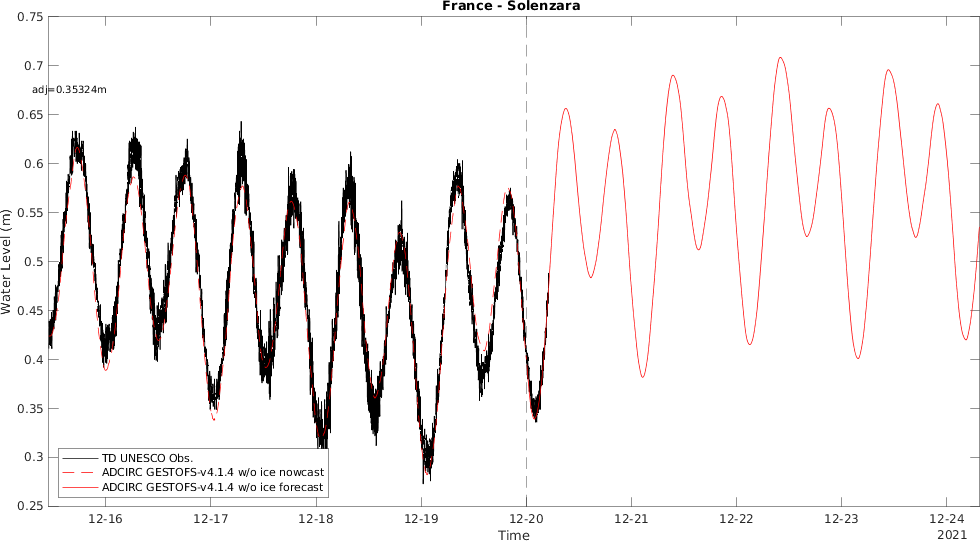 France - Solenzara
0.75
0.7
adj=0.35324m
0.65
0.6
0.55
0.5
0.45
0.4
0.35
0.3
0.25
Water Level (m)
TD UNESCO Obs.
ADCIRC GESTOFS-v4.1.4 w/o ice nowcast
ADCIRC GESTOFS-v4.1.4 w/o ice forecast
12-16 12-17 12-18 12-19 12-20 12-21 12-22 12-23 12-24
Time 2021